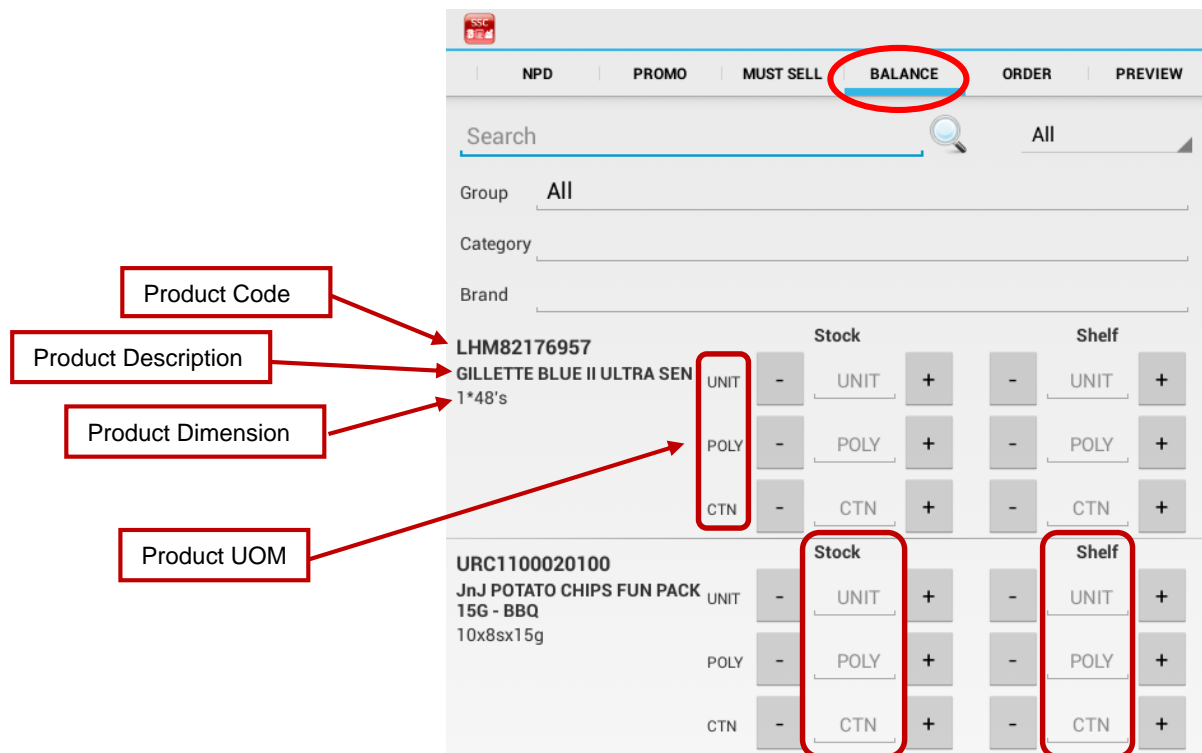 SSC
NPD PROMO MUST SELL BALANCE ORDER PREVIEW
Search All
Group All
Category
Brand
Product Code
Product Description
Product Dimension
Product UOM
Stock Shelf
LHM82176957
GILLETTE BLUE II ULTRA SEN
1*48's
UNIT - UNIT + - UNIT +
POLY - POLY + - POLY +
CTN - CTN + - CTN +
Stock Shelf
URC1100020100
JnJ POTATO CHIPS FUN PACK
15G - BBQ
10x8sx15g
UNIT - UNIT + - UNIT +
POLY - POLY + - POLY +
CTN - CTN + - CTN +